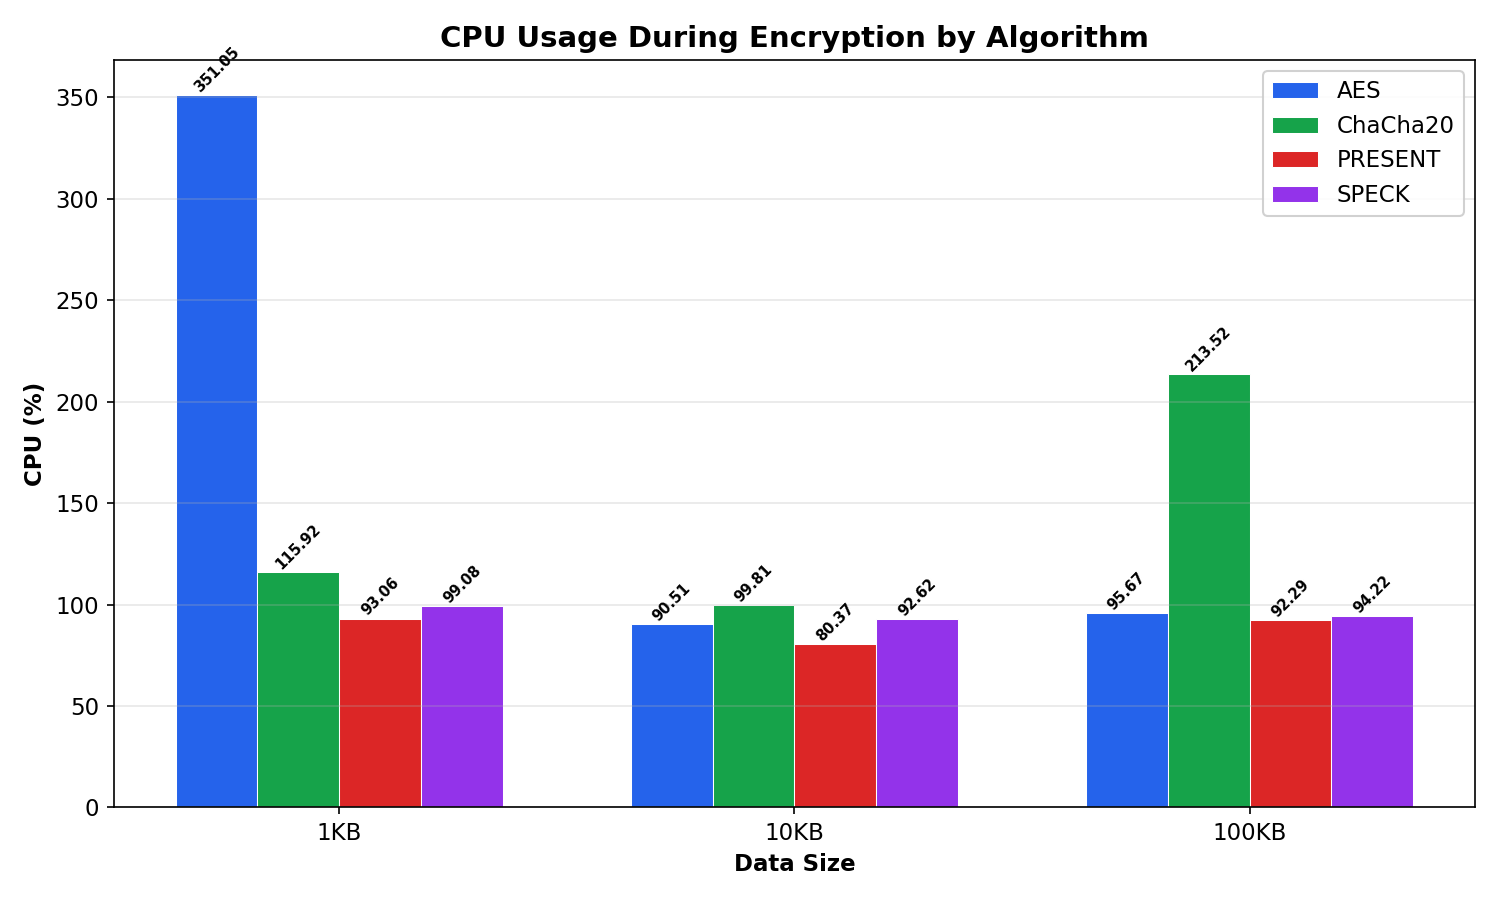 CPU Usage During Encryption by Algorithm
CPU (%)
350
300
250
200
150
100
50
0
351.05
115.92
93.06
99.08
90.51
99.81
80.37
92.62
95.67
213.52
92.29
94.22
AES
ChaCha20
PRESENT
SPECK
1KB
10KB
100KB
Data Size